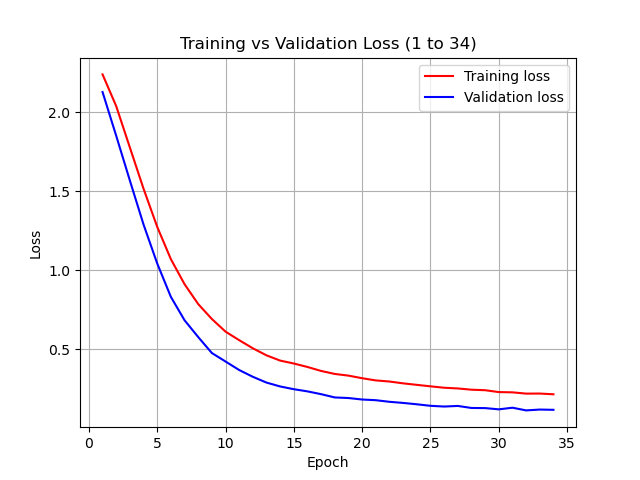 Training vs Validation Loss (1 to 34)
Training loss
Validation loss
Loss
2.0
1.5
1.0
0.5
0 5 10 15 20 25 30 35
Epoch